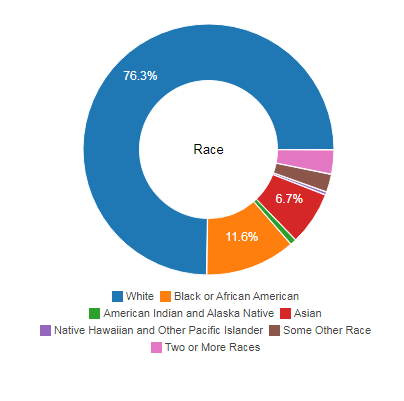 76.3%
Race
6.7%
11.6%
White Black or African American
American Indian and Alaska Native Asian
Native Hawaiian and Other Pacific Islander Some Other Race
Two or More Races